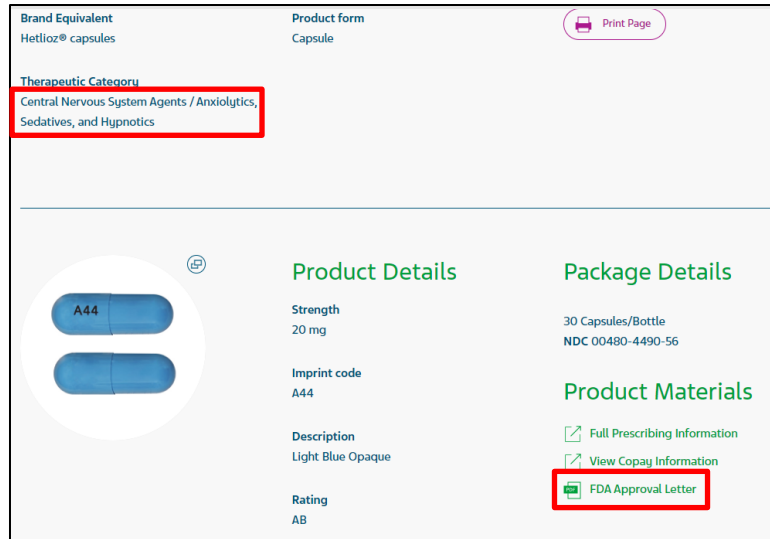 Brand Equivalent
Hetlioz® capsules
Product form
Capsule
Print Page
Therapeutic Category
Central Nervous System Agents / Anxiolytics,
Sedatives, and Hypnotics
A44
Product Details
Strength
20 mg
Imprint code
A44
Description
Light Blue Opaque
Rating
AB
Package Details
30 Capsules/Bottle
NDC 00480-4490-56
Product Materials
Full Prescribing Information
View Copay Information
PDF
FDA Approval Letter